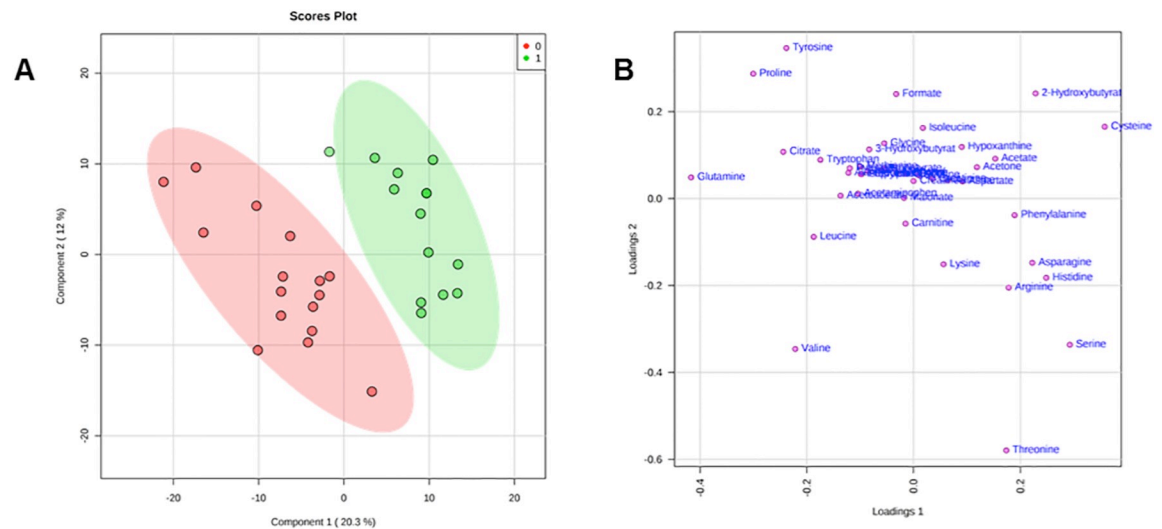 Scores Plot
A
0
1
20
10
0
-10
-20
Component 2 ( 12 %)
-20
-10
0
10
20
Component 1 ( 20.3 %)
B
Tyrosine
Proline
Formate
2-Hydroxybutyrat
Isoleucine
Cysteine
Glycine
3-Hydroxybutyrat
Hypoxanthine
Citrate
Tryptophan
Acetate
Acetone
Glutamine
Acetaminophen
Phenylalanine
Carnitine
Leucine
Lysine
Asparagine
Histidine
Arginine
Valine
Serine
Threonine
0.2
0.0
-0.2
-0.4
-0.6
Loadings 2
-0.4
-0.2
0.0
0.2
Loadings 1